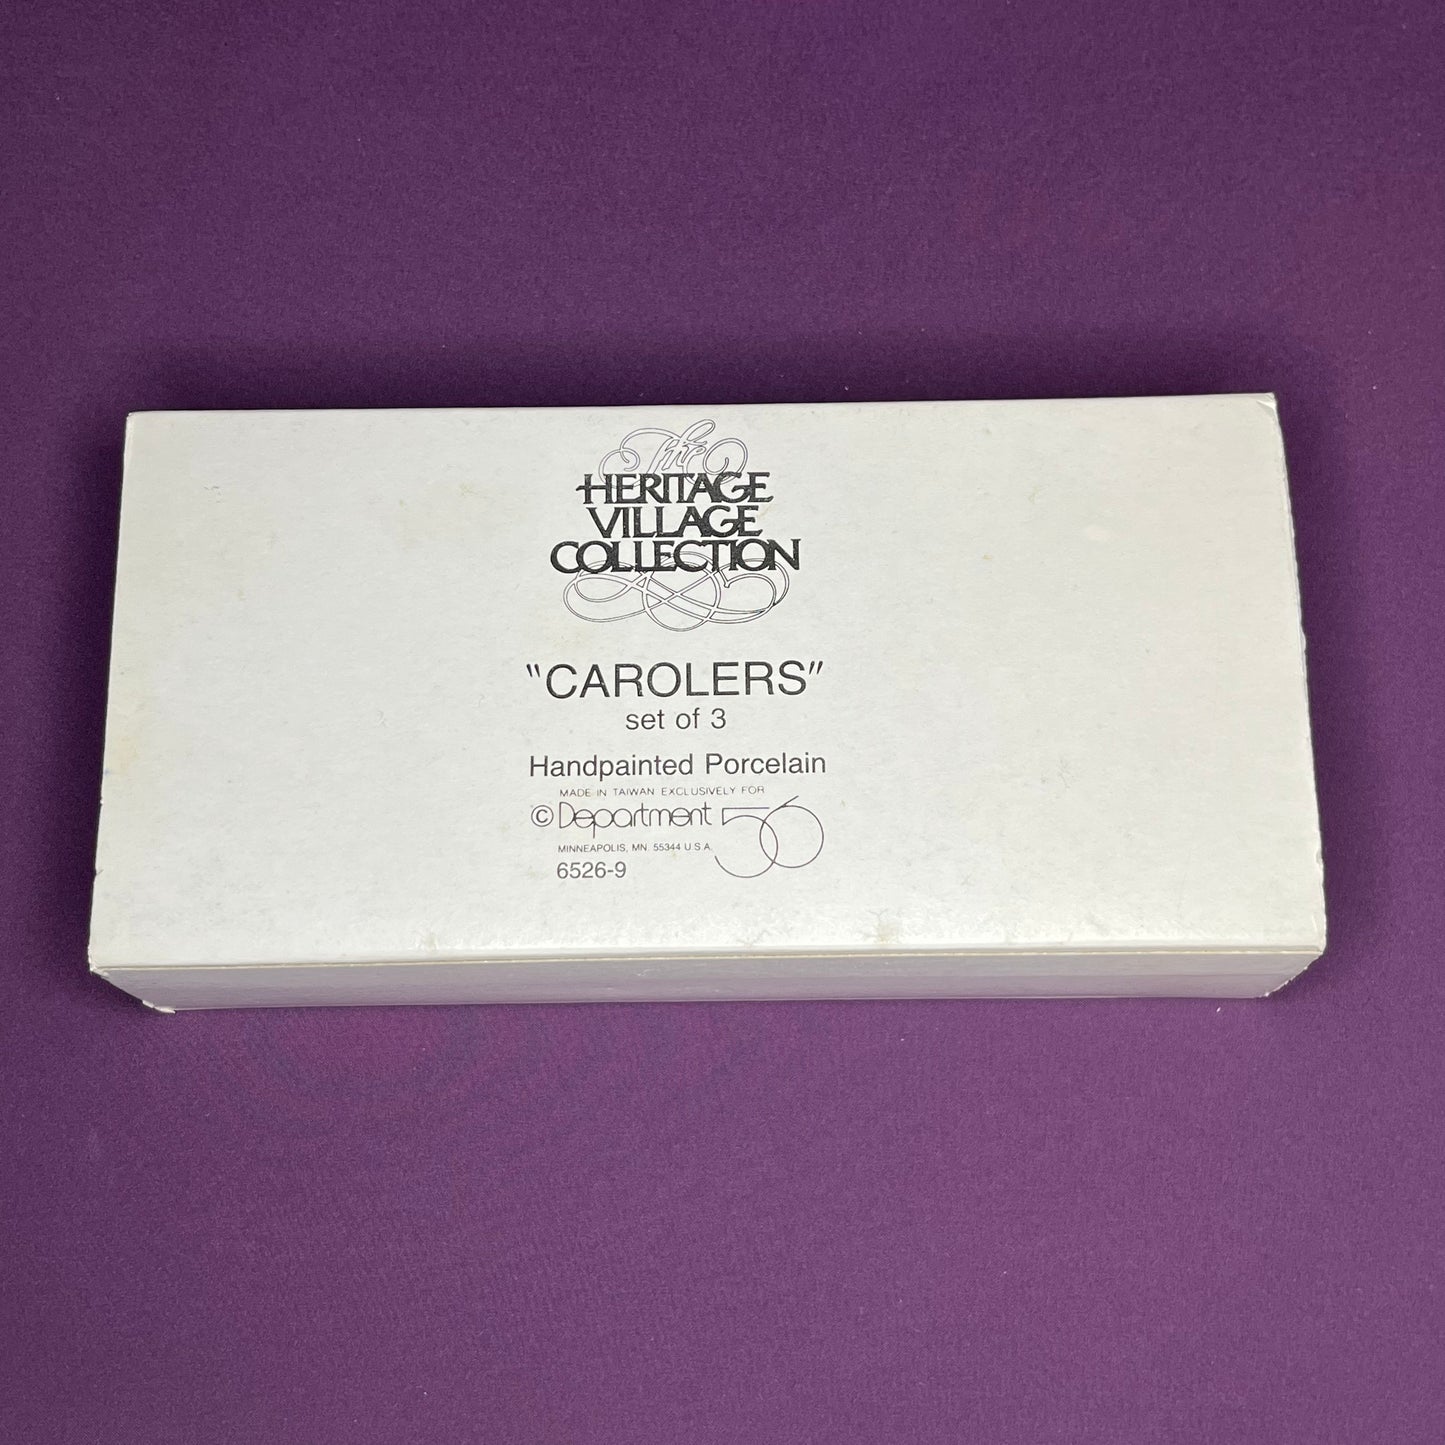 The
HERITAGE
VILLAGE
COLLECTION
"CAROLERS"
set of 3
Handpainted Porcelain
MADE IN TAIWAN EXCLUSIVELY FOR
© Department 56
MINNEAPOLIS, MN. 55344 U.S.A.
6526-9